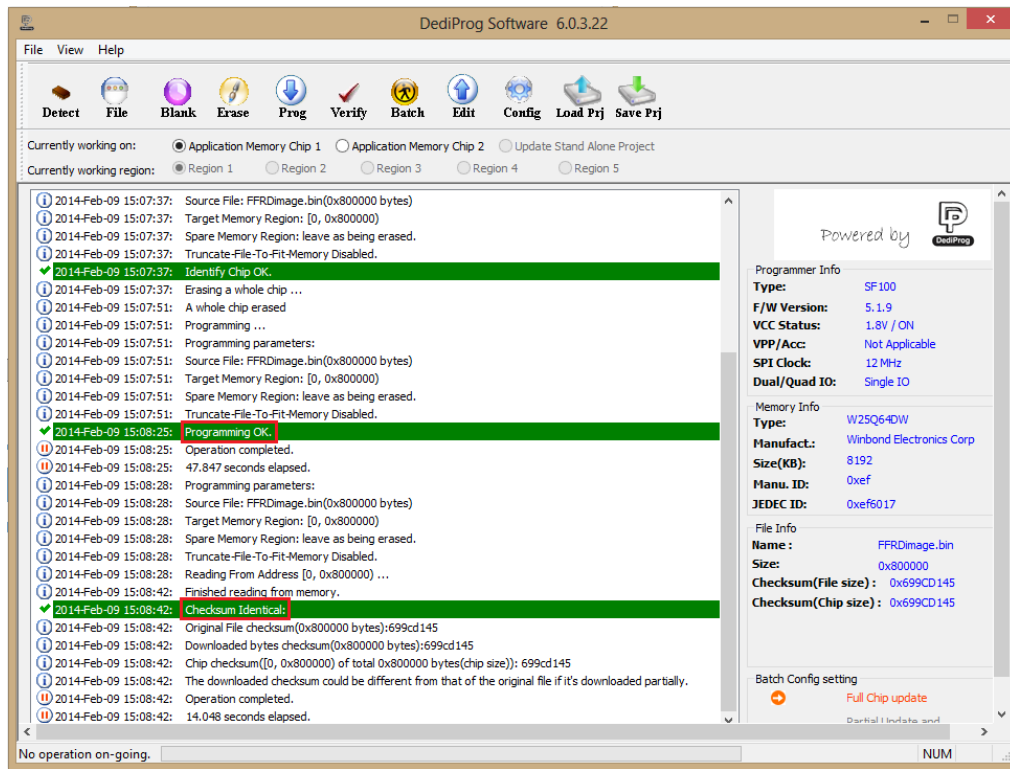 DediProg Software 6.0.3.22
File View Help
Detect File Blank Erase Prog Verify Batch Edit Config Load Prj Save Prj
Currently working on: Application Memory Chip 1 Application Memory Chip 2 Update Stand Alone Project
Currently working region: Region 1 Region 2 Region 3 Region 4 Region 5
2014-Feb-09 15:07:37: Source File: FFRDimage.bin(0x800000 bytes)
2014-Feb-09 15:07:37: Target Memory Region: [0, 0x800000)
2014-Feb-09 15:07:37: Spare Memory Region: leave as being erased.
2014-Feb-09 15:07:37: Truncate-File-To-Fit-Memory Disabled.
2014-Feb-09 15:07:37: Identify Chip OK.
2014-Feb-09 15:07:37: Erasing a whole chip ...
2014-Feb-09 15:07:51: A whole chip erased
2014-Feb-09 15:07:51: Programming ...
2014-Feb-09 15:07:51: Programming parameters:
2014-Feb-09 15:07:51: Source File: FFRDimage.bin(0x800000 bytes)
2014-Feb-09 15:07:51: Target Memory Region: [0, 0x800000)
2014-Feb-09 15:07:51: Spare Memory Region: leave as being erased.
2014-Feb-09 15:07:51: Truncate-File-To-Fit-Memory Disabled.
2014-Feb-09 15:08:25: Programming OK.
2014-Feb-09 15:08:25: Operation completed.
2014-Feb-09 15:08:25: 47.847 seconds elapsed.
2014-Feb-09 15:08:28: Programming parameters:
2014-Feb-09 15:08:28: Source File: FFRDimage.bin(0x800000 bytes)
2014-Feb-09 15:08:28: Target Memory Region: [0, 0x800000)
2014-Feb-09 15:08:28: Spare Memory Region: leave as being erased.
2014-Feb-09 15:08:28: Truncate-File-To-Fit-Memory Disabled.
2014-Feb-09 15:08:28: Reading From Address [0, 0x800000) ...
2014-Feb-09 15:08:42: Finished reading from memory.
2014-Feb-09 15:08:42: Checksum Identical:
2014-Feb-09 15:08:42: Original File checksum(0x800000 bytes):699cd145
2014-Feb-09 15:08:42: Downloaded bytes checksum(0x800000 bytes):699cd145
2014-Feb-09 15:08:42: Chip checksum([0, 0x800000) of total 0x800000 bytes(chip size)): 699cd145
2014-Feb-09 15:08:42: The downloaded checksum could be different from that of the original file if it's downloaded partially.
2014-Feb-09 15:08:42: Operation completed.
2014-Feb-09 15:08:42: 14.048 seconds elapsed.
Powered by DediProg
Programmer Info
Type: SF100
F/W Version: 5.1.9
VCC Status: 1.8V / ON
VPP/Acc: Not Applicable
SPI Clock: 12 MHz
Dual/Quad IO: Single IO
Memory Info
Type: W25Q64DW
Manufact.: Winbond Electronics Corp
Size(KB): 8192
Manu. ID: 0xef
JEDEC ID: 0xef6017
File Info
Name : FFRDimage.bin
Size: 0x800000
Checksum(File size) : 0x699CD145
Checksum(Chip size) : 0x699CD145
Batch Config setting
Full Chip update
Partial Update and
No operation on-going. NUM